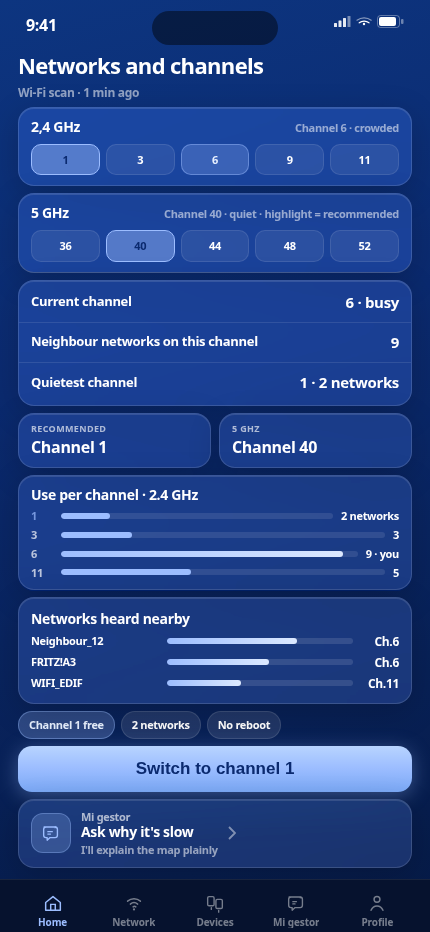 9:41
Networks and channels
Wi-Fi scan · 1 min ago
2,4 GHz
Channel 6 · crowded
1
3
6
9
11
5 GHz
Channel 40 · quiet · highlight = recommended
36
40
44
48
52
Current channel
6 · busy
Neighbour networks on this channel
9
Quietest channel
1 · 2 networks
RECOMMENDED
Channel 1
5 GHZ
Channel 40
Use per channel · 2.4 GHz
1
2 networks
3
3
6
9 · you
11
5
Networks heard nearby
Neighbour_12
Ch.6
FRITZ!A3
Ch.6
WIFI_EDIF
Ch.11
Channel 1 free
2 networks
No reboot
Switch to channel 1
Mi gestor
Ask why it's slow
I'll explain the map plainly
Home
Network
Devices
Mi gestor
Profile